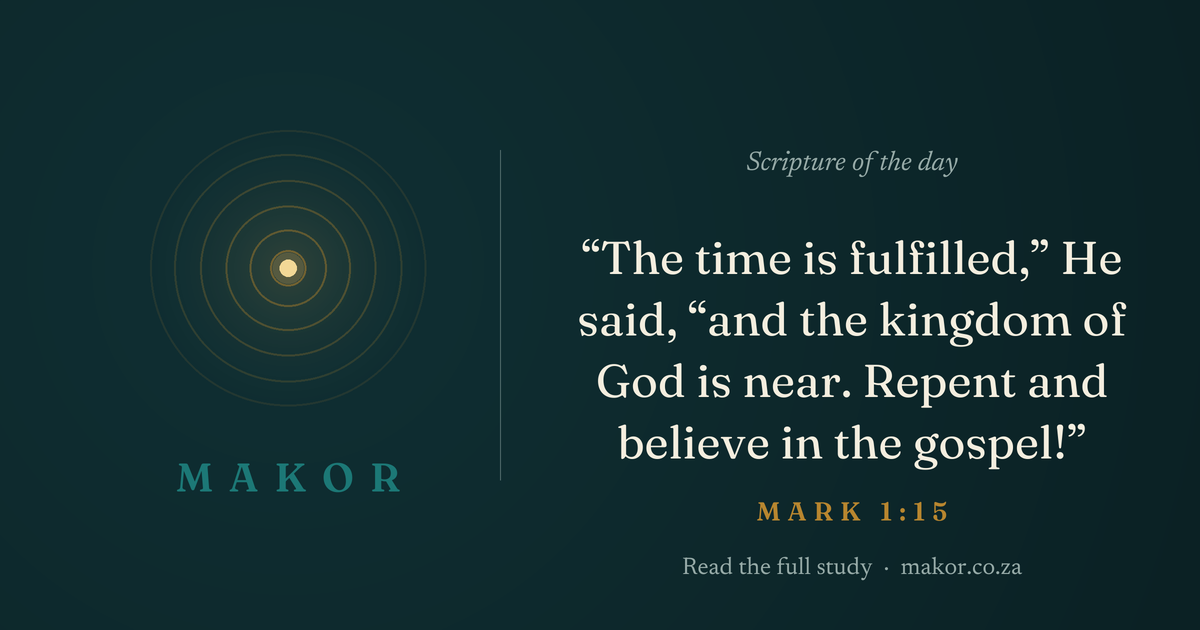 MAKOR
Scripture of the day
“The time is fulfilled,” He
said, “and the kingdom of
God is near. Repent and
believe in the gospel!”
MARK 1:15
Read the full study · makor.co.za